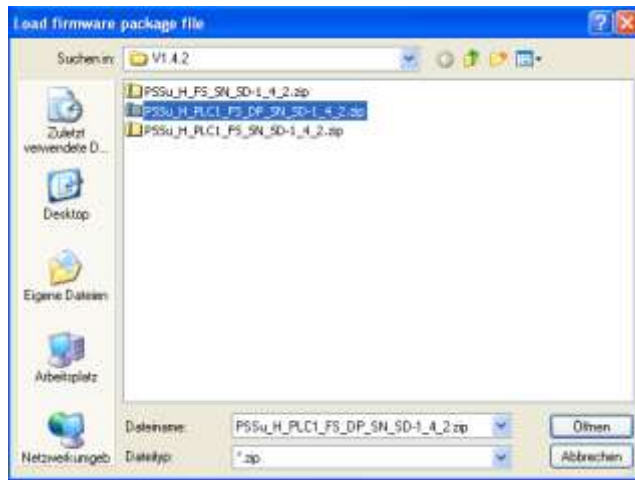 Load firmware package file
Suchen in:
V1.4.2
PSSu_H_FS_SN_SD-1_4_2.zip
PSSu_H_PLC1_FS_DP_SN_SD-1_4_2.zip
PSSu_H_PLC1_FS_SN_SD-1_4_2.zip
Zuletzt
verwendete D...
Desktop
Eigene Dateien
Arbeitsplatz
Netzwerkumgeb
Dateiname:
PSSu_H_PLC1_FS_DP_SN_SD-1_4_2.zip
Öffnen
Dateityp:
*.zip
Abbrechen